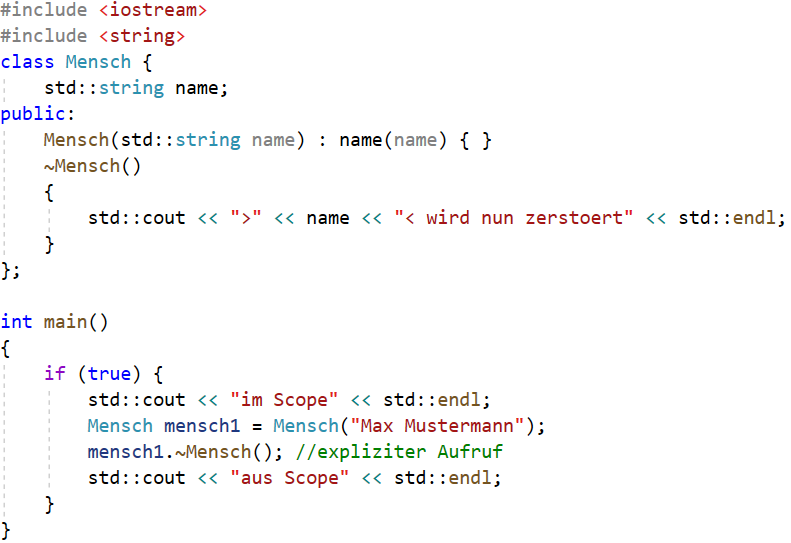 #include <iostream>
#include <string>
class Mensch {
    std::string name;
public:
    Mensch(std::string name) : name(name) { }
    ~Mensch()
    {
        std::cout << ">" << name << "< wird nun zerstoert" << std::endl;
    }
};

int main()
{
    if (true) {
        std::cout << "im Scope" << std::endl;
        Mensch mensch1 = Mensch("Max Mustermann");
        mensch1.~Mensch(); //expliziter Aufruf
        std::cout << "aus Scope" << std::endl;
    }
}